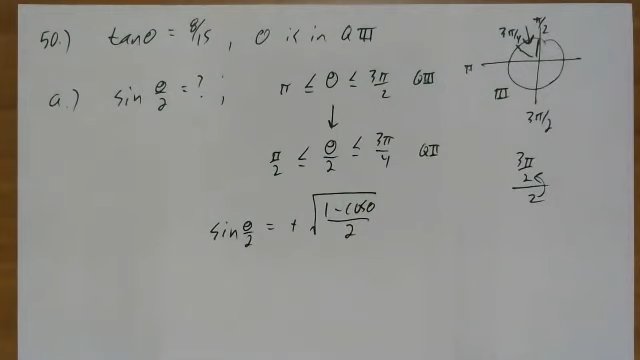 50.) tanθ = 8/15 , θ is in QIII
a.) sin θ/2 = ? ; π ≤ θ ≤ 3π/2 QIII
↓
π/2 ≤ θ/2 ≤ 3π/4 QII
sin θ/2 = + √((1-cosθ)/2)
π/2
3π/4
π
III
3π/2
3π/2
2